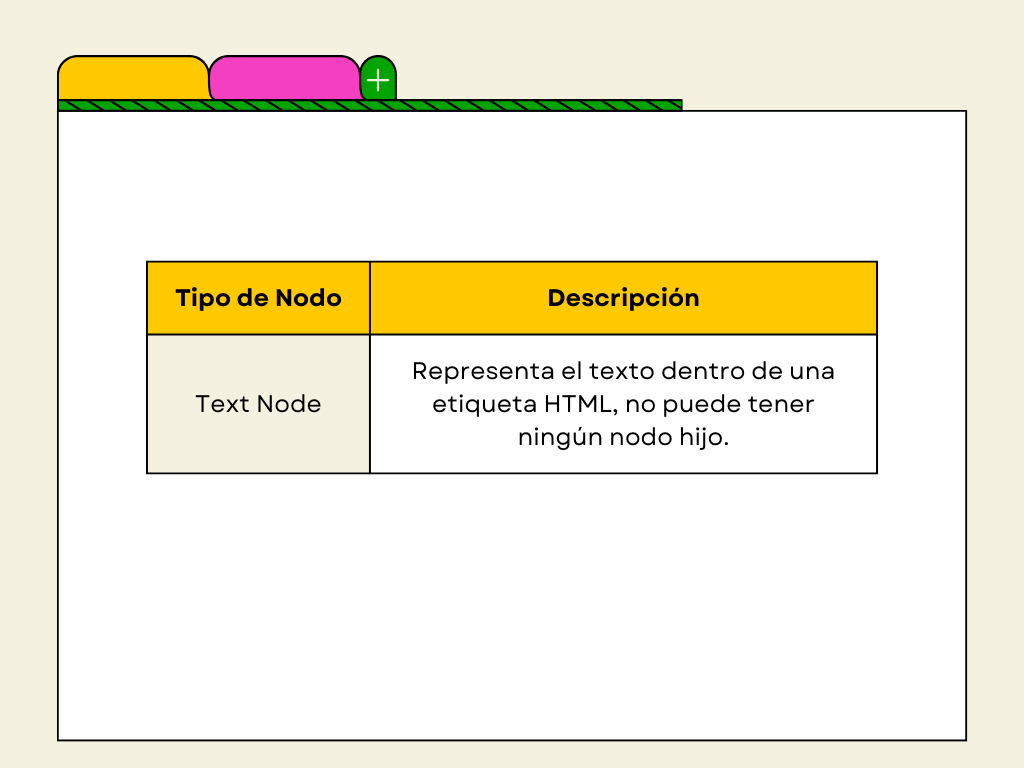 Tipo de Nodo
Descripción
Text Node
Representa el texto dentro de una
etiqueta HTML, no puede tener
ningún nodo hijo.